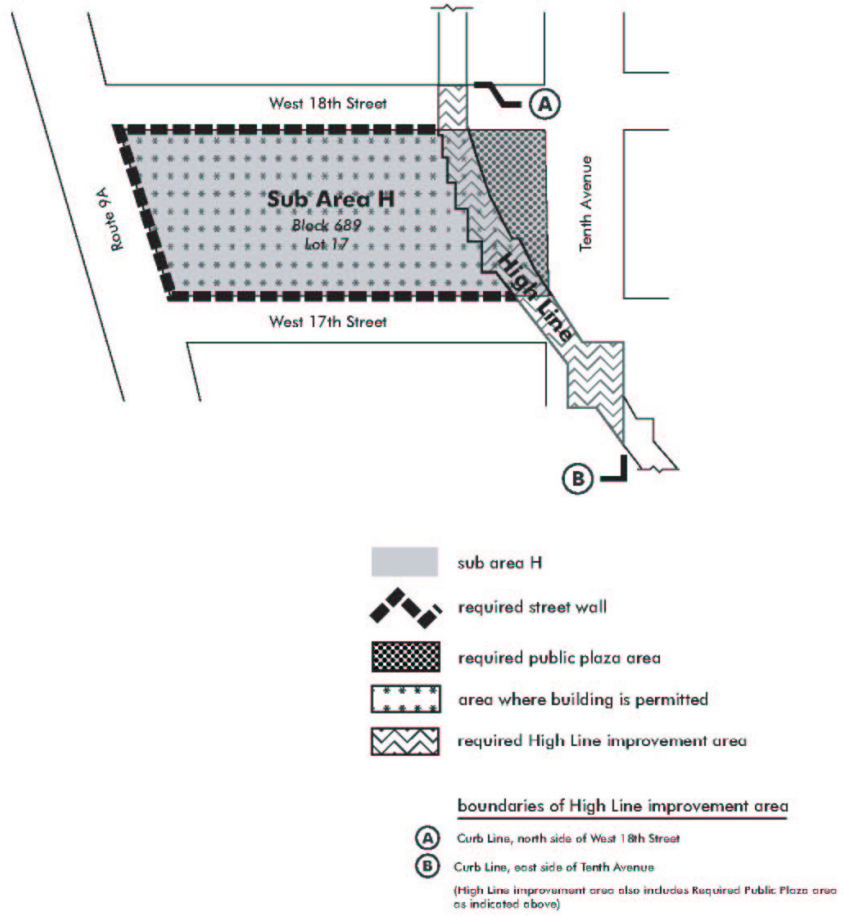 West 18th Street
A
Sub Area H
Block 689
Lot 17
Route 9A
Tenth Avenue
High Line
West 17th Street
B
sub area H
required street wall
required public plaza area
area where building is permitted
required High Line improvement area
boundaries of High Line improvement area
A Curb Line, north side of West 18th Street
B Curb Line, east side of Tenth Avenue
(High Line improvement area also includes Required Public Plaza area
as indicated above)